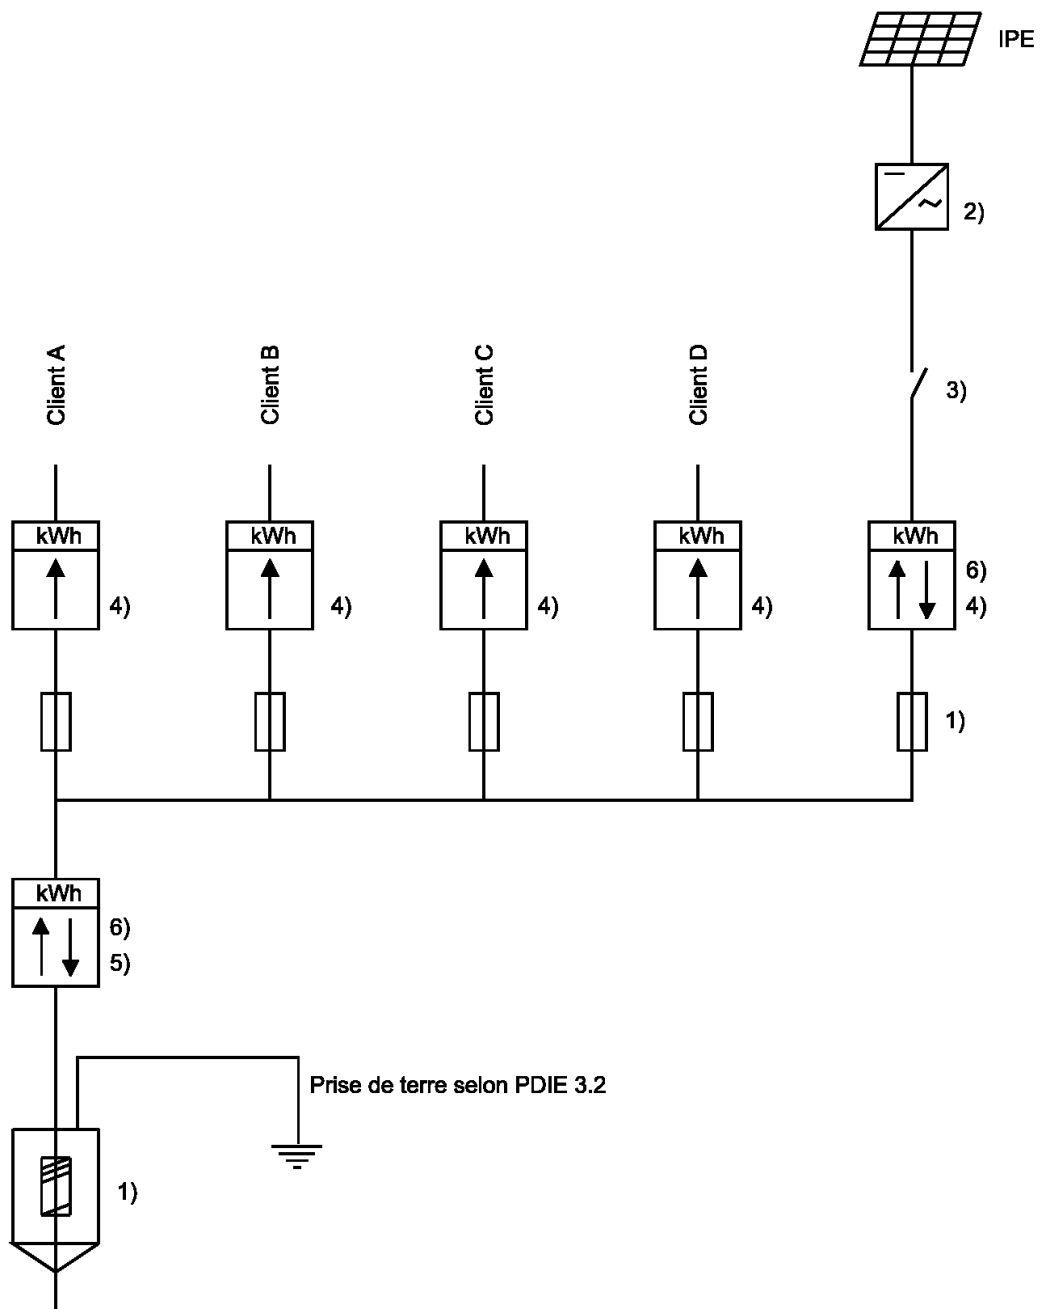 IPE
2)
3)
Client A
Client B
Client C
Client D
kWh
kWh
kWh
kWh
kWh
4)
4)
4)
4)
6)
4)
1)
kWh
6)
5)
Prise de terre selon PDIE 3.2
1)